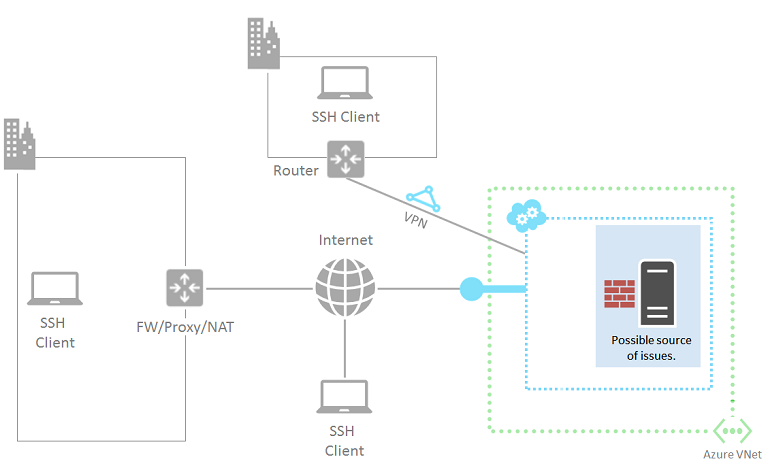 SSH Client
Router
VPN
Internet
SSH
Client
FW/Proxy/NAT
Possible source
of issues.
SSH
Client
Azure VNet